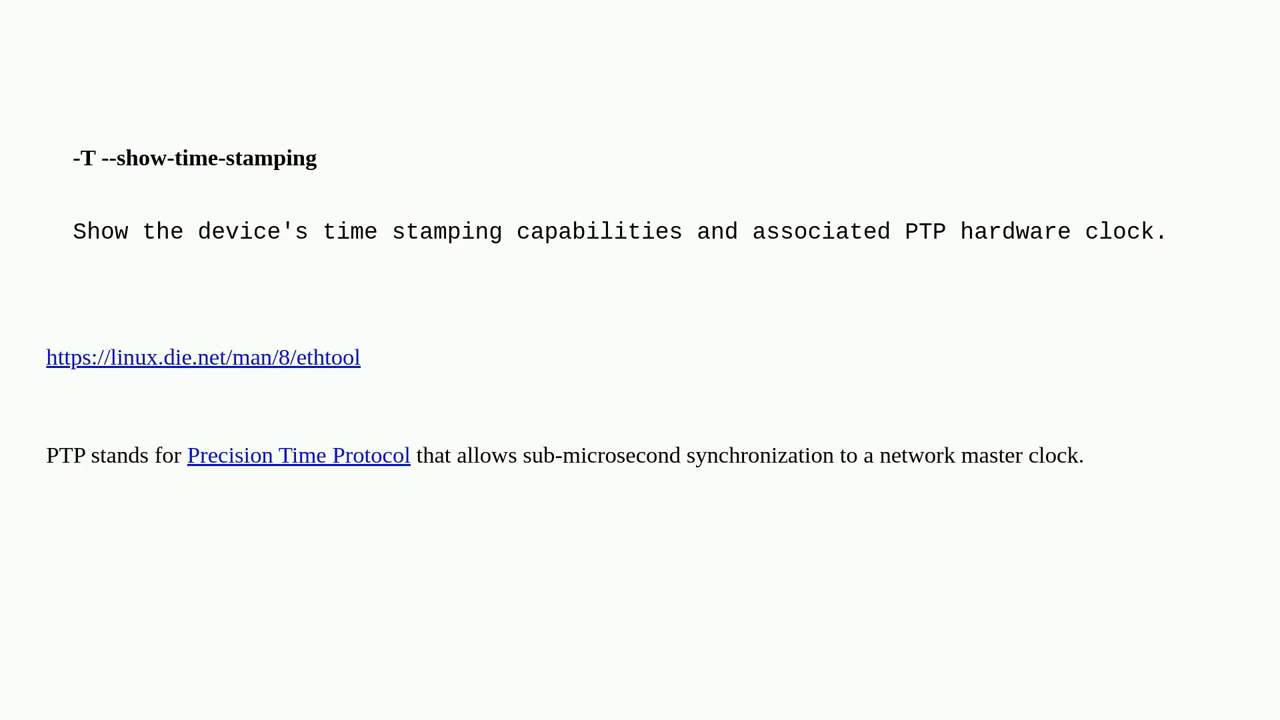 -T --show-time-stamping
Show the device's time stamping capabilities and associated PTP hardware clock.
https://linux.die.net/man/8/ethtool
PTP stands for Precision Time Protocol that allows sub-microsecond synchronization to a network master clock.